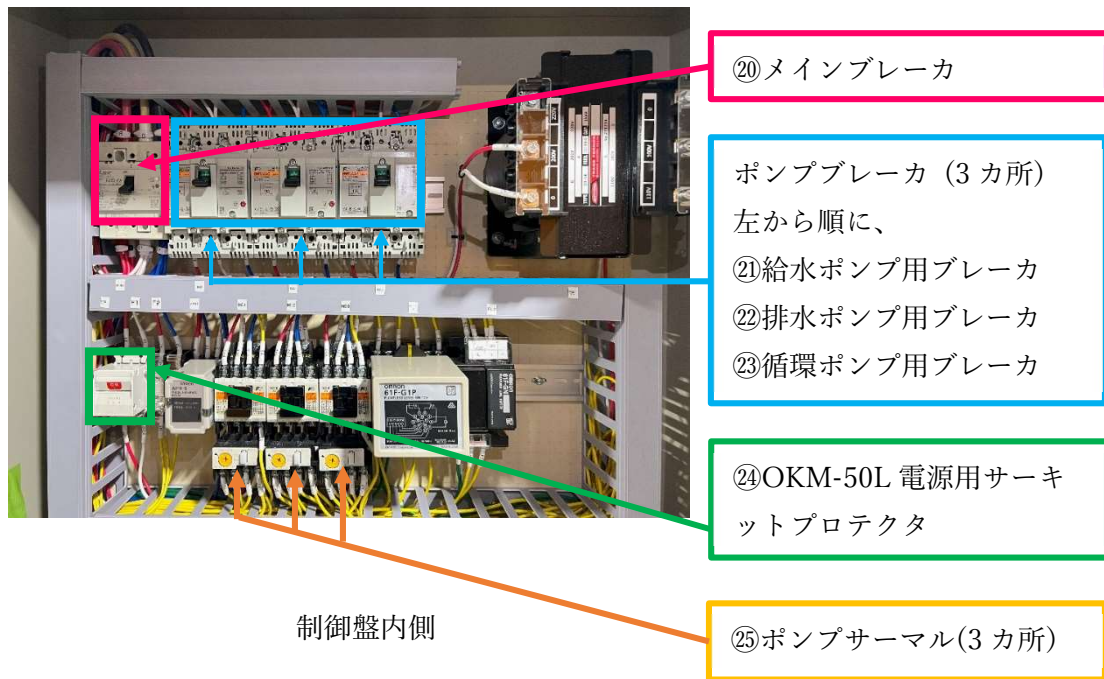 ⑳メインブレーカ
ポンプブレーカ（3 カ所）
左から順に、
㉑給水ポンプ用ブレーカ
㉒排水ポンプ用ブレーカ
㉓循環ポンプ用ブレーカ
omron
61F-G1P
㉔OKM-50L 電源用サーキ
ットプロテクタ
制御盤内側
㉕ポンプサーマル(3 カ所）